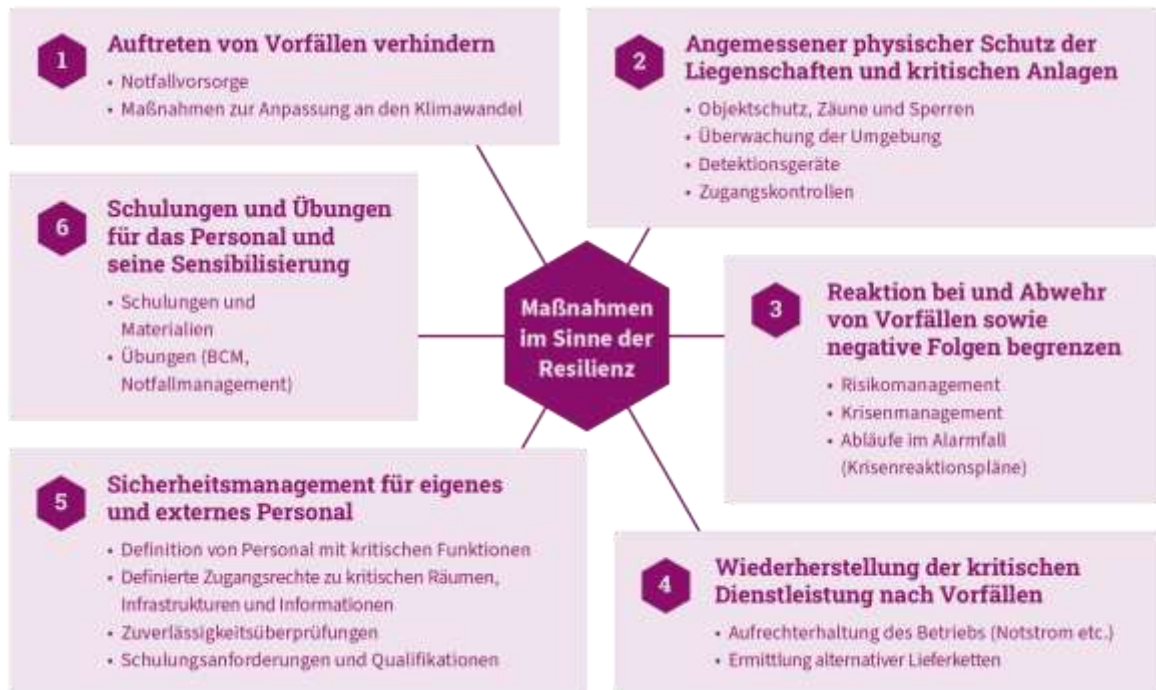 1
Auftreten von Vorfällen verhindern
• Notfallvorsorge
• Maßnahmen zur Anpassung an den Klimawandel
2
Angemessener physischer Schutz der
Liegenschaften und kritischen Anlagen
• Objektschutz, Zäune und Sperren
• Überwachung der Umgebung
• Detektionsgeräte
• Zugangskontrollen
Maßnahmen
im Sinne der
Resilienz
3
Reaktion bei und Abwehr
von Vorfällen sowie
negative Folgen begrenzen
• Risikomanagement
• Krisenmanagement
• Abläufe im Alarmfall
(Krisenreaktionspläne)
4
Wiederherstellung der kritischen
Dienstleistung nach Vorfällen
• Aufrechterhaltung des Betriebs (Notstrom etc.)
• Ermittlung alternativer Lieferketten
5
Sicherheitsmanagement für eigenes
und externes Personal
• Definition von Personal mit kritischen Funktionen
• Definierte Zugangsrechte zu kritischen Räumen,
Infrastrukturen und Informationen
• Zuverlässigkeitsüberprüfungen
• Schulungsanforderungen und Qualifikationen
6
Schulungen und Übungen
für das Personal und
seine Sensibilisierung
• Schulungen und
Materialien
• Übungen (BCM,
Notfallmanagement)